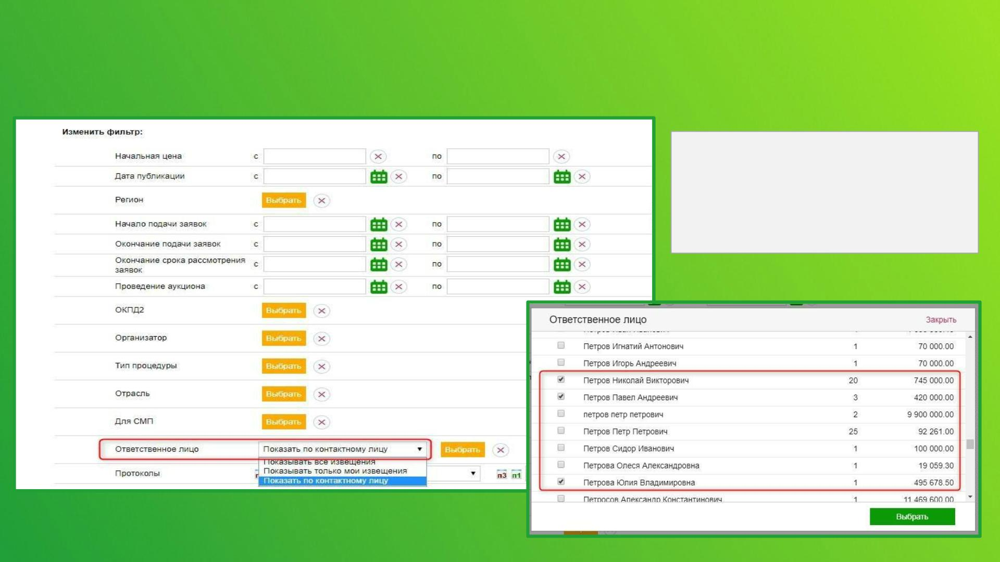 Изменить фильтр:
Начальная цена с по
Дата публикации с по
Регион Выбрать
Начало подачи заявок с по
Окончание подачи заявок с по
Окончание срока рассмотрения
заявок с по
Проведение аукциона с по
ОКПД2 Выбрать
Организатор Выбрать
Тип процедуры Выбрать
Отрасль Выбрать
Для СМП Выбрать
Ответственное лицо Показать по контактному лицу Выбрать
Показывать все извещения
Показывать только мои извещения
Показать по контактному лицу
Протоколы п3 п1
Ответственное лицо Закрыть
Петров Игнатий Антонович 1 70 000.00
Петров Игорь Андреевич 1 70 000.00
Петров Николай Викторович 20 745 000.00
Петров Павел Андреевич 3 420 000.00
петров петр петрович 2 9 900 000.00
Петров Петр Петрович 25 92 261.00
Петров Сидор Иванович 1 100 000.00
Петрова Олеся Александровна 1 19 059.30
Петрова Юлия Владимировна 1 495 678.50
Петросов Александр Константинович 1 11 469 600.00
Выбрать